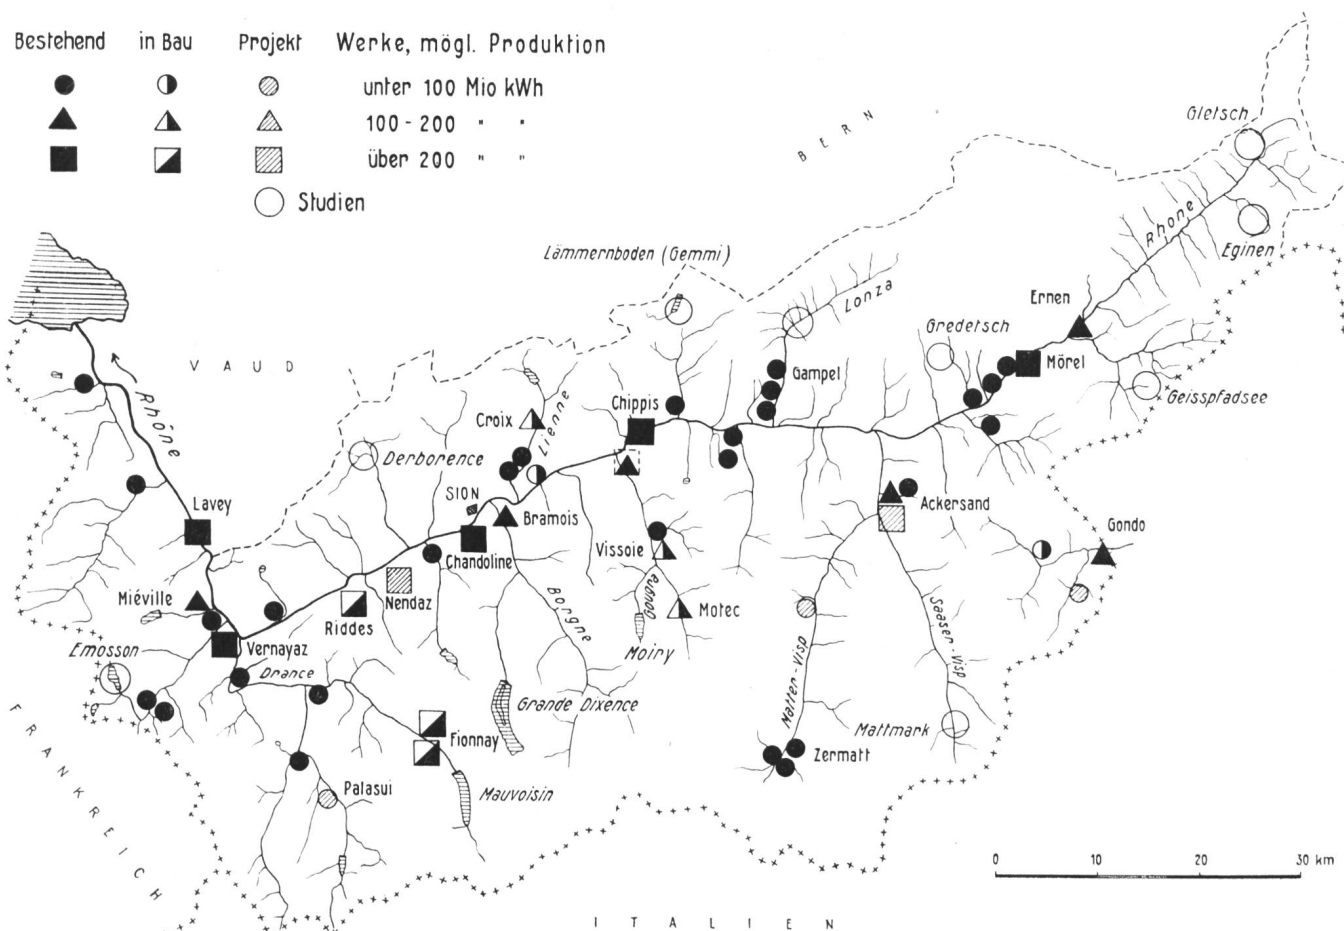 Bestehend in Bau Projekt Werke, mögl. Produktion
unter 100 Mio kWh
100 - 200 " "
über 200 " "
Studien
BERN
Gletsch
Rhone
Eginen
Lämmernboden (Gemmi)
Lonza
Ernen
Gredetsch
Mörel
Geisspfadsee
VAUD
Rhône
Gampel
Chippis
Croix
Lienne
Derborence
SION
Lavey
Bramois
Ackersand
Chandoline
Vissoie
Gondo
Miéville
Nendaz
Riddes
Borgne
Gougra
Motec
Moiry
Vernayaz
Emosson
Drance
Matter-Visp
Saaser-Visp
Grande Dixence
Mattmark
Fionnay
Zermatt
Palasui
Mauvoisin
FRANKREICH
0 10 20 30 km
ITALIEN